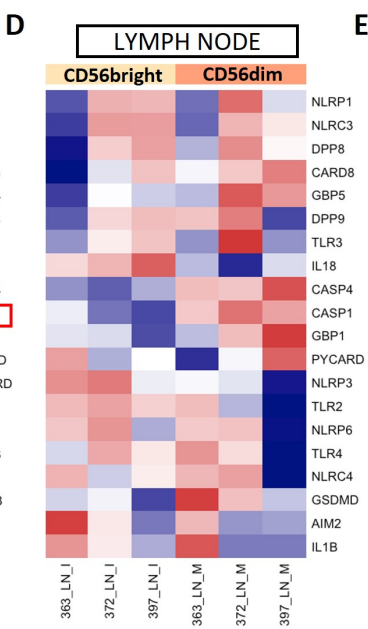 D
E
LYMPH NODE
CD56bright CD56dim
NLRP1
NLRC3
DPP8
CARD8
GBP5
DPP9
TLR3
IL18
CASP4
CASP1
GBP1
PYCARD
NLRP3
TLR2
NLRP6
TLR4
NLRC4
GSDMD
AIM2
IL1B
363_LN_I
372_LN_I
397_LN_I
363_LN_M
372_LN_M
397_LN_M